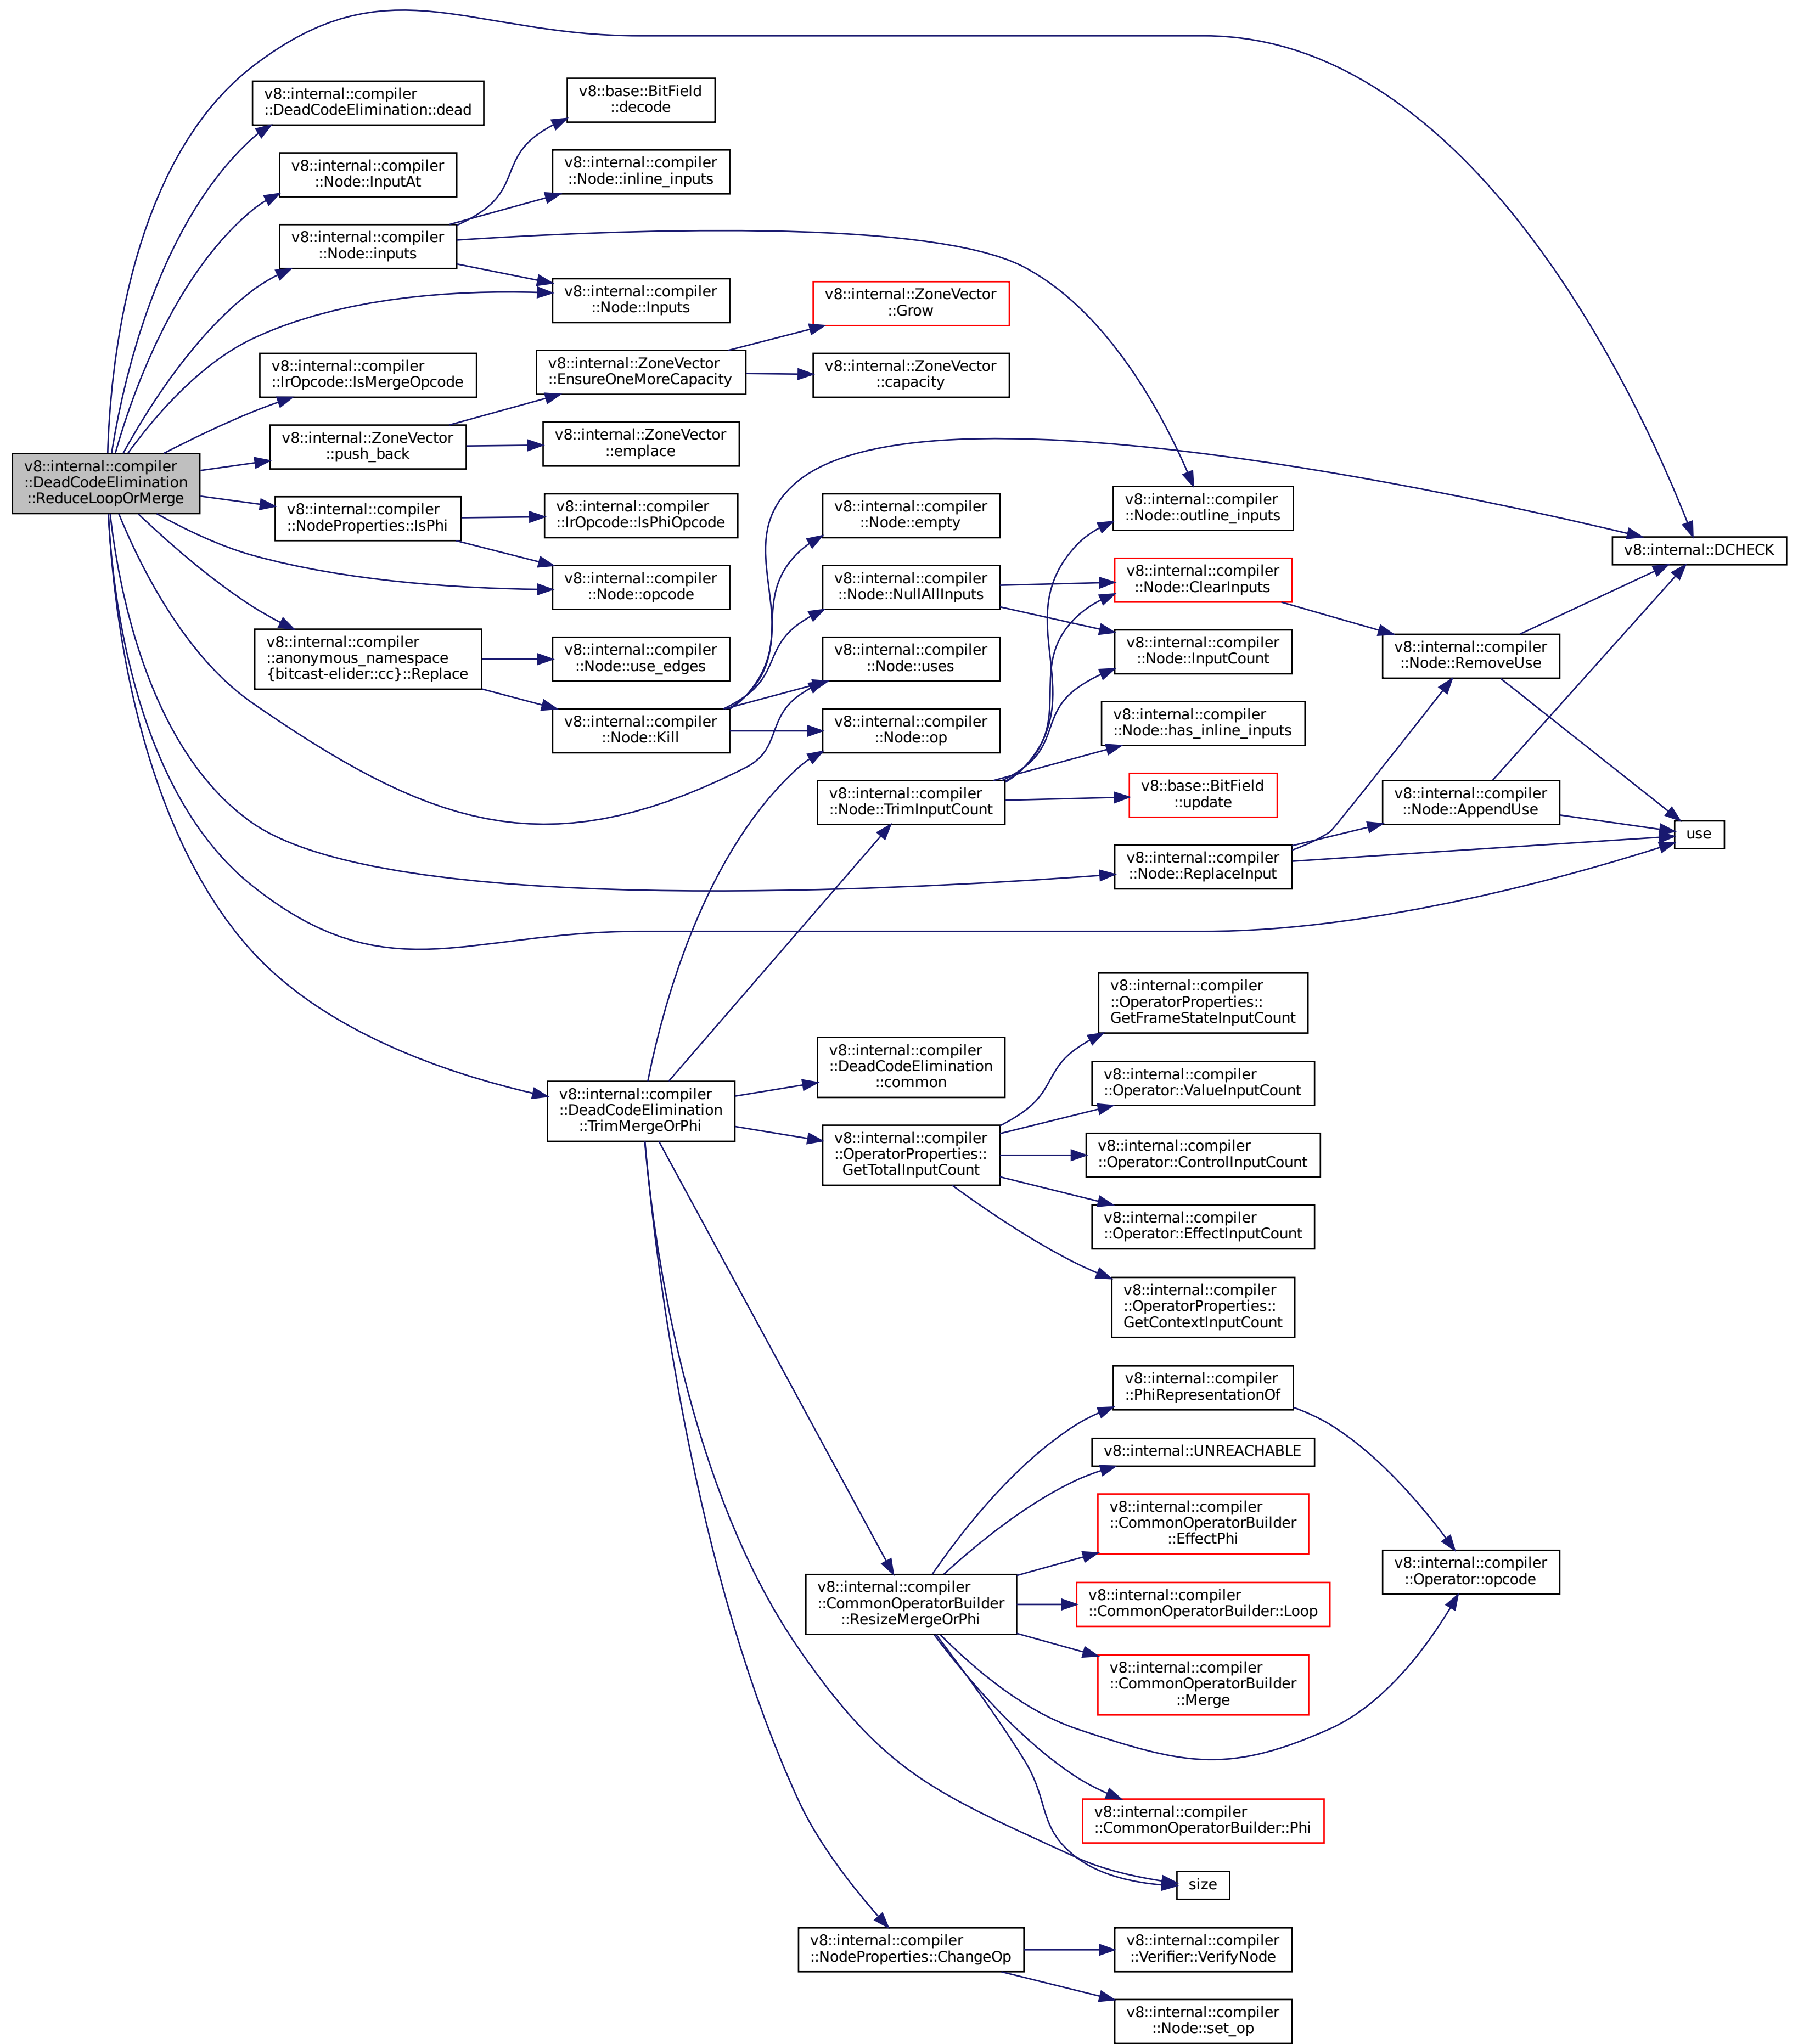 v8::internal::compiler
::DeadCodeElimination
::ReduceLoopOrMerge
v8::internal::compiler
::DeadCodeElimination::dead
v8::internal::compiler
::Node::InputAt
v8::internal::compiler
::Node::inputs
v8::internal::compiler
::IrOpcode::IsMergeOpcode
v8::internal::ZoneVector
::push_back
v8::internal::compiler
::NodeProperties::IsPhi
v8::internal::compiler
::anonymous_namespace
{bitcast-elider::cc}::Replace
v8::base::BitField
::decode
v8::internal::compiler
::Node::inline_inputs
v8::internal::compiler
::Node::Inputs
v8::internal::ZoneVector
::EnsureOneMoreCapacity
v8::internal::ZoneVector
::emplace
v8::internal::compiler
::IrOpcode::IsPhiOpcode
v8::internal::compiler
::Node::opcode
v8::internal::compiler
::Node::use_edges
v8::internal::compiler
::Node::Kill
v8::internal::compiler
::DeadCodeElimination
::TrimMergeOrPhi
v8::internal::ZoneVector
::Grow
v8::internal::ZoneVector
::capacity
v8::internal::compiler
::Node::empty
v8::internal::compiler
::Node::NullAllInputs
v8::internal::compiler
::Node::uses
v8::internal::compiler
::Node::op
v8::internal::compiler
::Node::TrimInputCount
v8::internal::compiler
::DeadCodeElimination
::common
v8::internal::compiler
::OperatorProperties::
GetTotalInputCount
v8::internal::compiler
::CommonOperatorBuilder
::ResizeMergeOrPhi
v8::internal::compiler
::NodeProperties::ChangeOp
v8::internal::compiler
::Node::outline_inputs
v8::internal::compiler
::Node::ClearInputs
v8::internal::compiler
::Node::InputCount
v8::internal::compiler
::Node::has_inline_inputs
v8::base::BitField
::update
v8::internal::compiler
::Node::ReplaceInput
v8::internal::compiler
::OperatorProperties::
GetFrameStateInputCount
v8::internal::compiler
::Operator::ValueInputCount
v8::internal::compiler
::Operator::ControlInputCount
v8::internal::compiler
::Operator::EffectInputCount
v8::internal::compiler
::OperatorProperties::
GetContextInputCount
v8::internal::compiler
::PhiRepresentationOf
v8::internal::UNREACHABLE
v8::internal::compiler
::CommonOperatorBuilder
::EffectPhi
v8::internal::compiler
::CommonOperatorBuilder::Loop
v8::internal::compiler
::CommonOperatorBuilder
::Merge
v8::internal::compiler
::CommonOperatorBuilder::Phi
size
v8::internal::compiler
::Verifier::VerifyNode
v8::internal::compiler
::Node::set_op
v8::internal::compiler
::Node::RemoveUse
v8::internal::compiler
::Node::AppendUse
v8::internal::compiler
::Operator::opcode
v8::internal::DCHECK
use